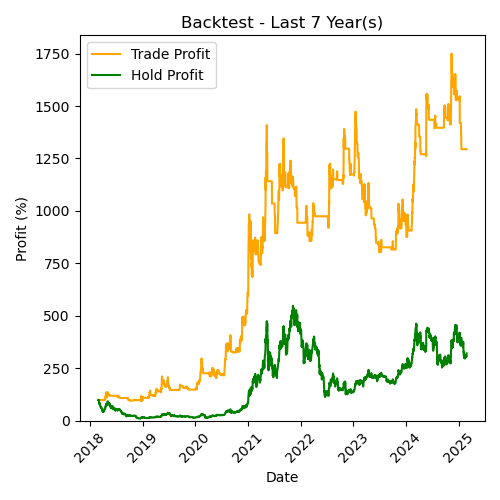 Backtest - Last 7 Year(s)
Trade Profit
Hold Profit
Profit (%)
1750
1500
1250
1000
750
500
250
0
2018 2019 2020 2021 2022 2023 2024 2025
Date